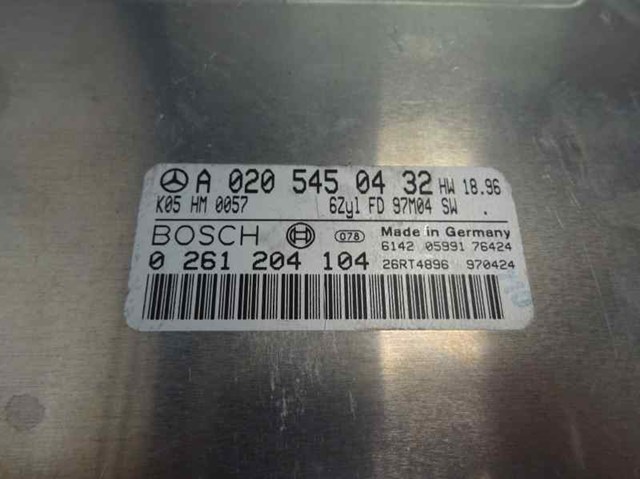 A 020 545 04 32 HW 18.96
K05 HM 0057 6Zyl FD 97M04 SW .
BOSCH 078 Made in Germany
6142 05991 76424
0 261 204 104 26RT4896 970424